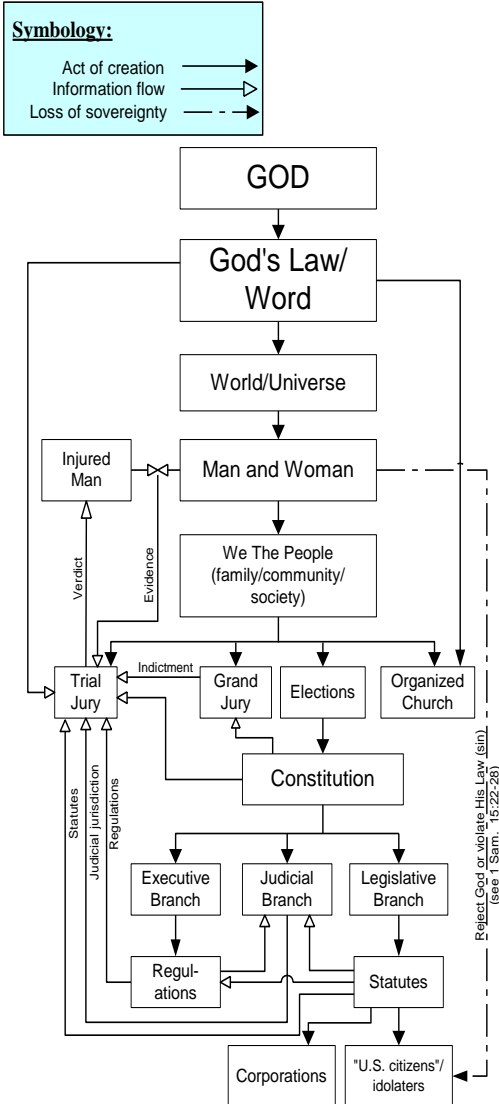 Symbology:
Act of creation
Information flow
Loss of sovereignty
GOD
God's Law/
Word
World/Universe
Injured
Man
Man and Woman
We The People
(family/community/
society)
Verdict
Evidence
Indictment
Trial
Jury
Grand
Jury
Elections
Organized
Church
Constitution
Statutes
Judicial jurisdiction
Regulations
Executive
Branch
Judicial
Branch
Legislative
Branch
Regul-
ations
Statutes
Corporations
"U.S. citizens"/
idolaters
Reject God or violate His Law (sin)
(see 1 Sam. 15:22-28)